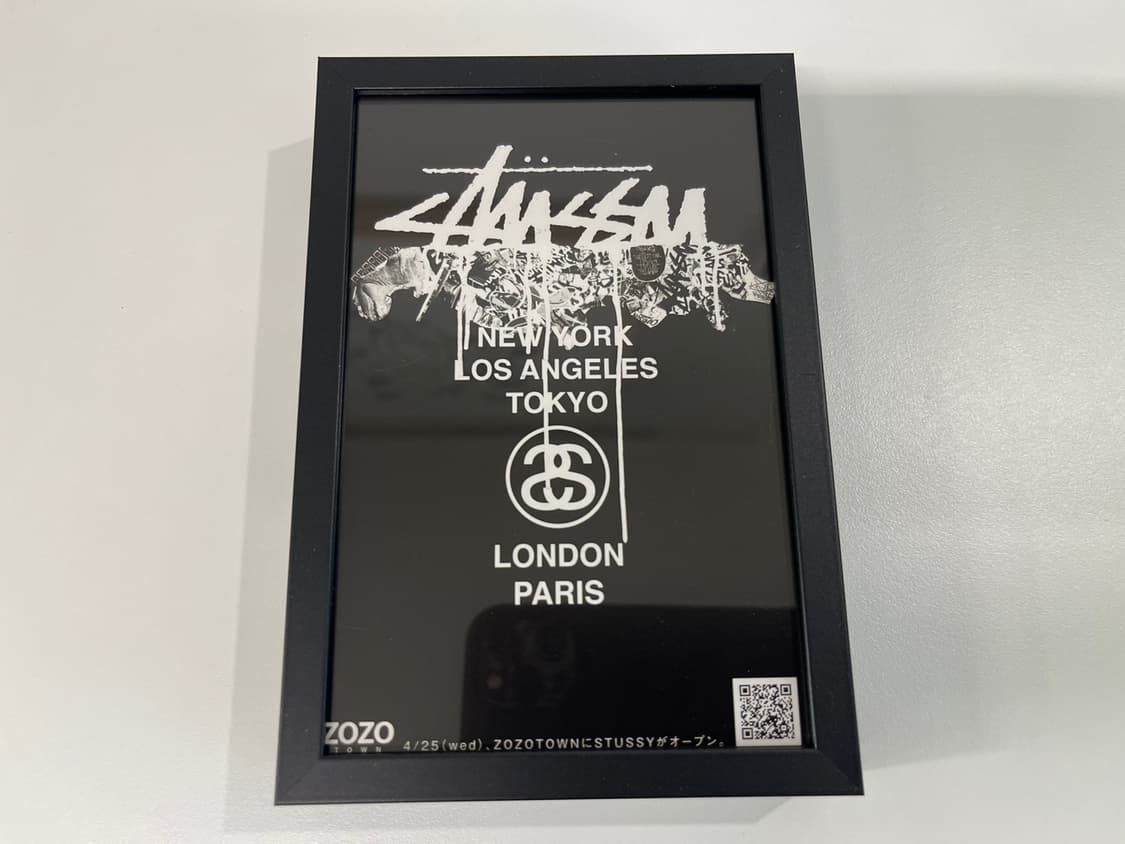 Stüssy
NEW YORK
LOS ANGELES
TOKYO
SS
LONDON
PARIS
ZOZO
TOWN
4/25(wed)、ZOZOTOWNにSTUSSYがオープン。